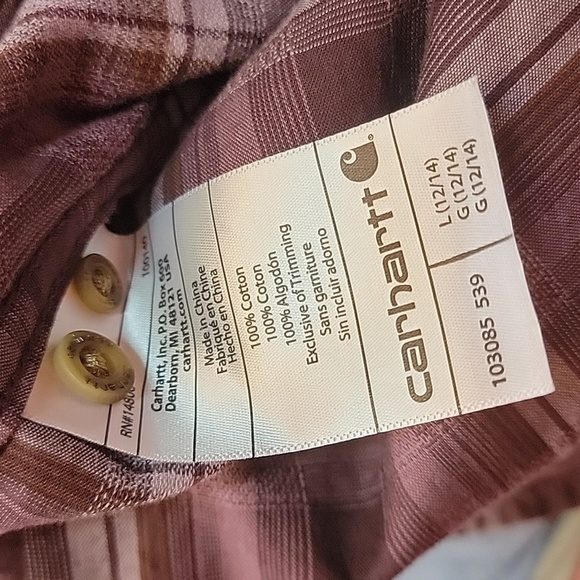 carhartt
L (12/14)
G (12/14)
G (12/14)
103085 539
100% Cotton
100% Coton
100% Algodón
Exclusive of Trimming
Sans garniture
Sin incluir adorno
Made in China
Fabriqué en Chine
Hecho en China
Carhartt, Inc. P.O. Box 600
Dearborn, MI 48121 USA
carhartt.com